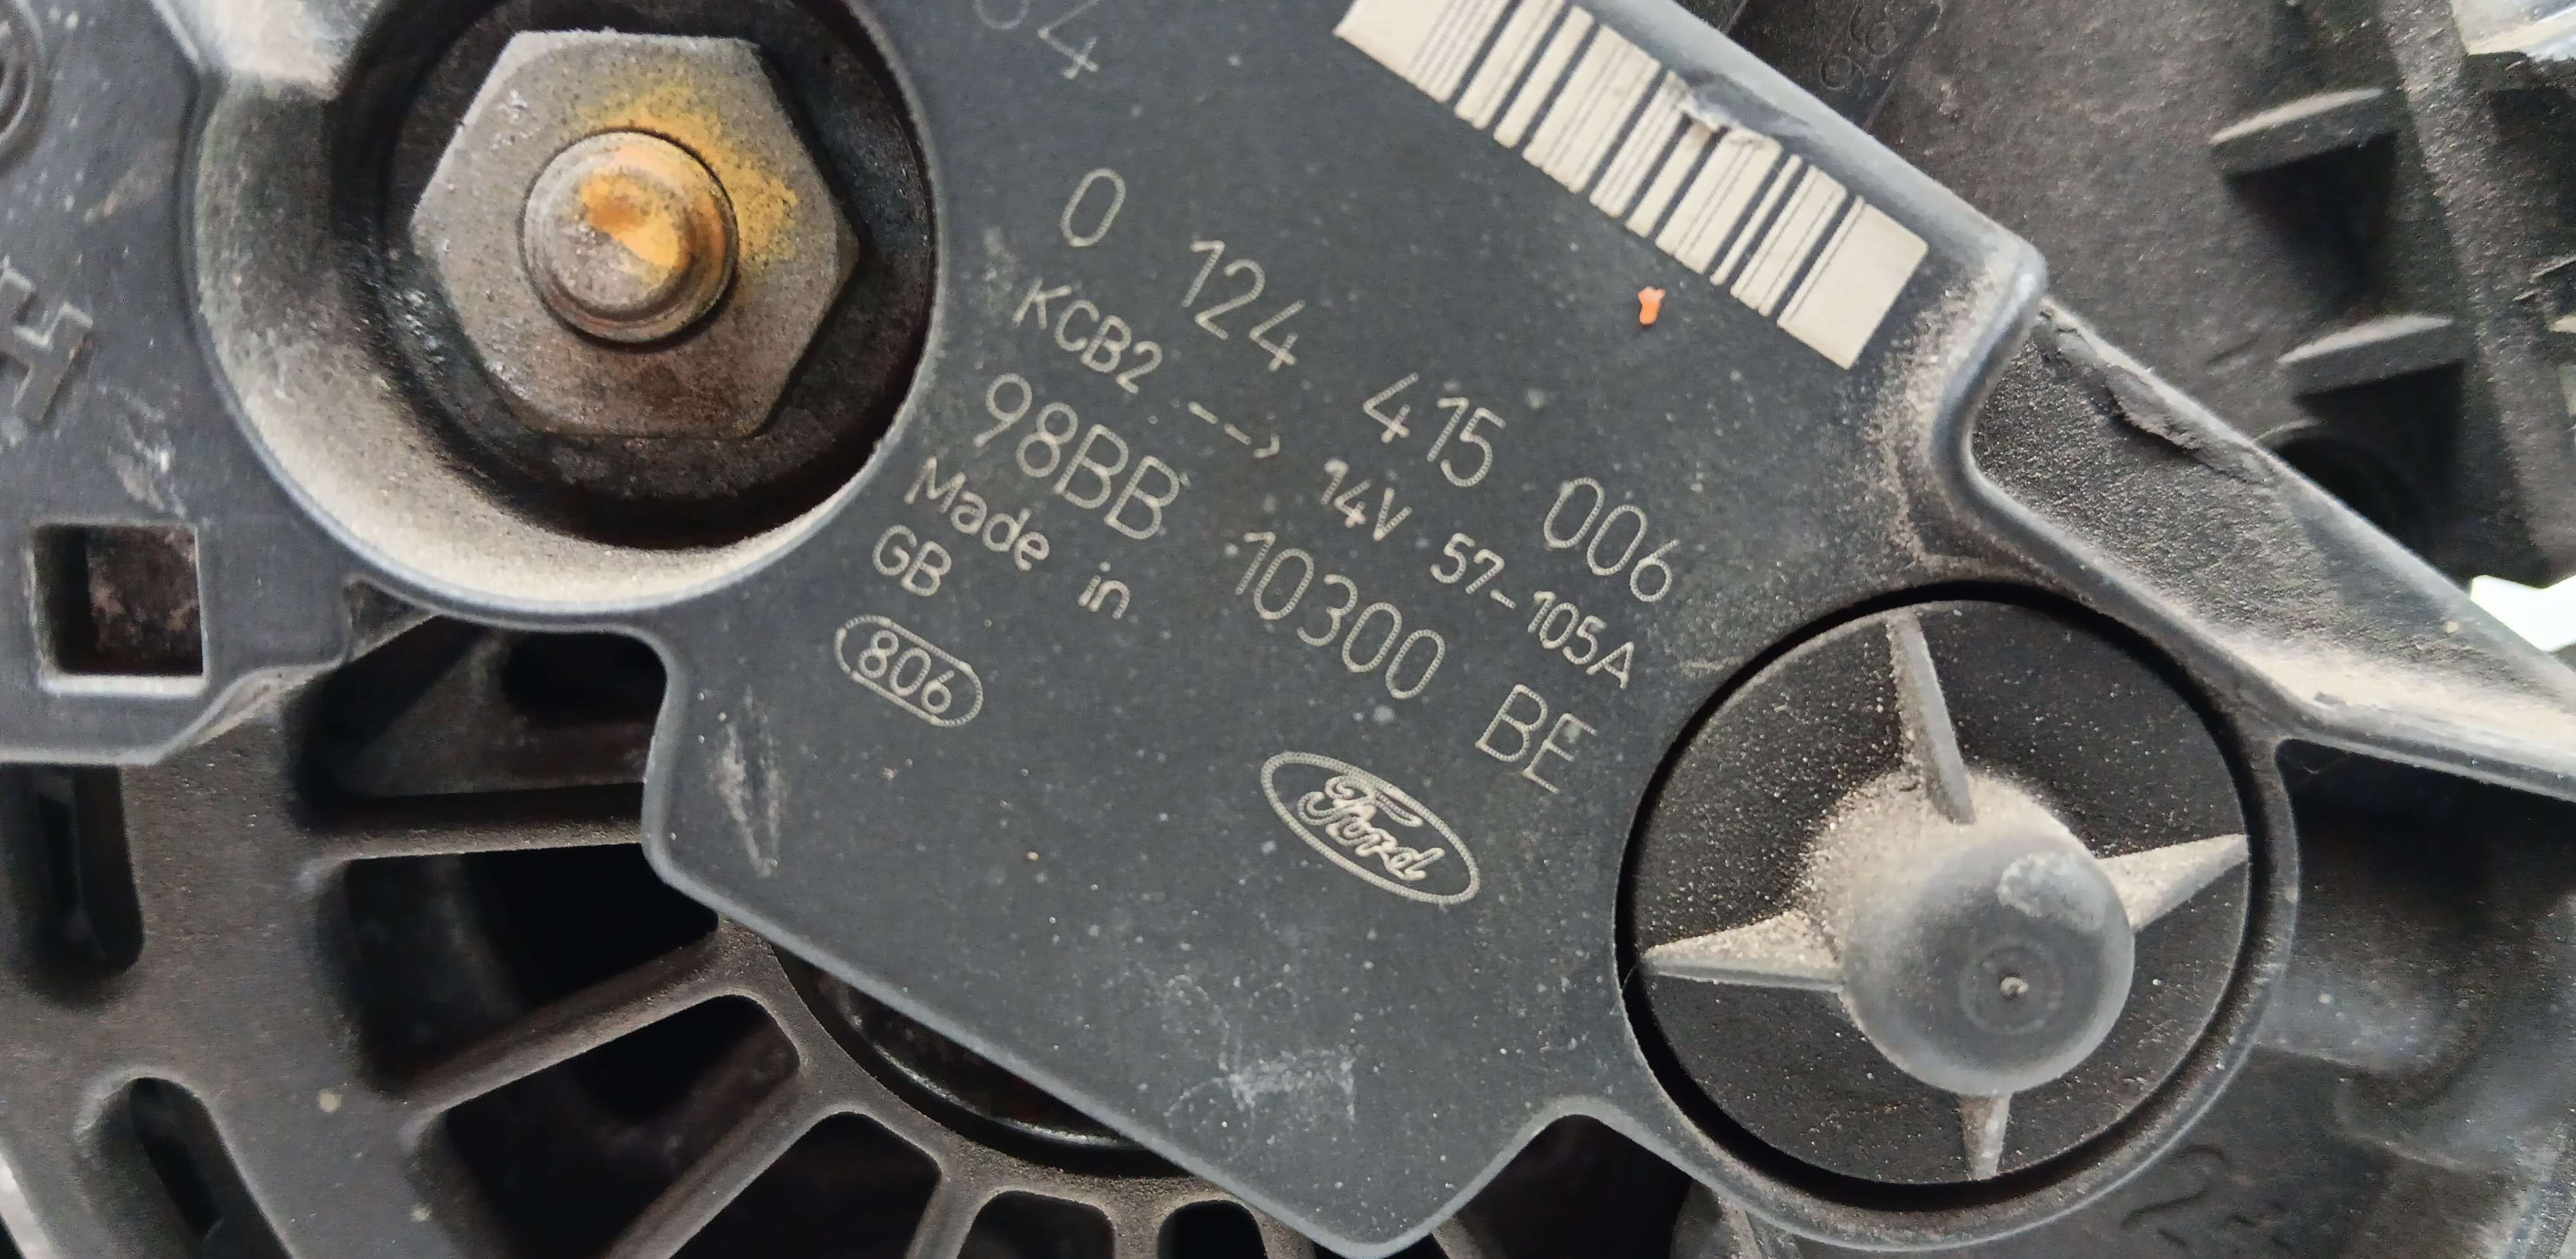 0 124 415 006
KCB2 --> 14V 57-105A
98BB 10300 BE
Made in
GB
806
Ford